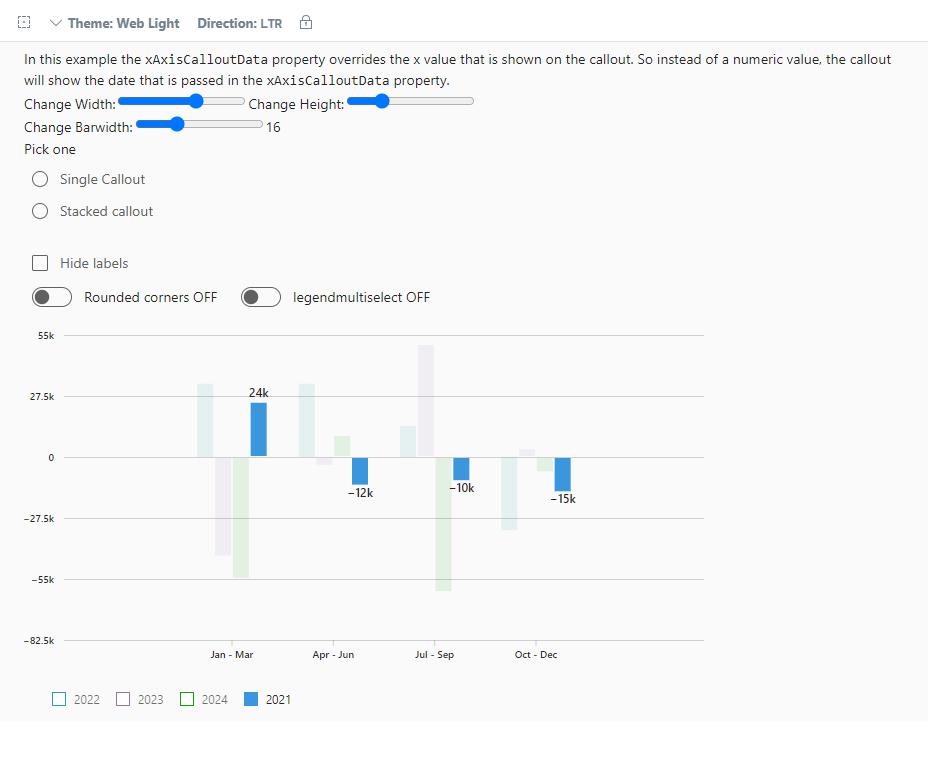 Theme: Web Light Direction: LTR
In this example the xAxisCalloutData property overrides the x value that is shown on the callout. So instead of a numeric value, the callout
will show the date that is passed in the xAxisCalloutData property.
Change Width: Change Height:
Change Barwidth: 16
Pick one
Single Callout
Stacked callout
Hide labels
Rounded corners OFF legendmultiselect OFF
55k
24k
27.5k
0
−10k
−12k
−15k
−27.5k
−55k
−82.5k
Jan - Mar Apr - Jun Jul - Sep Oct - Dec
2022 2023 2024 2021